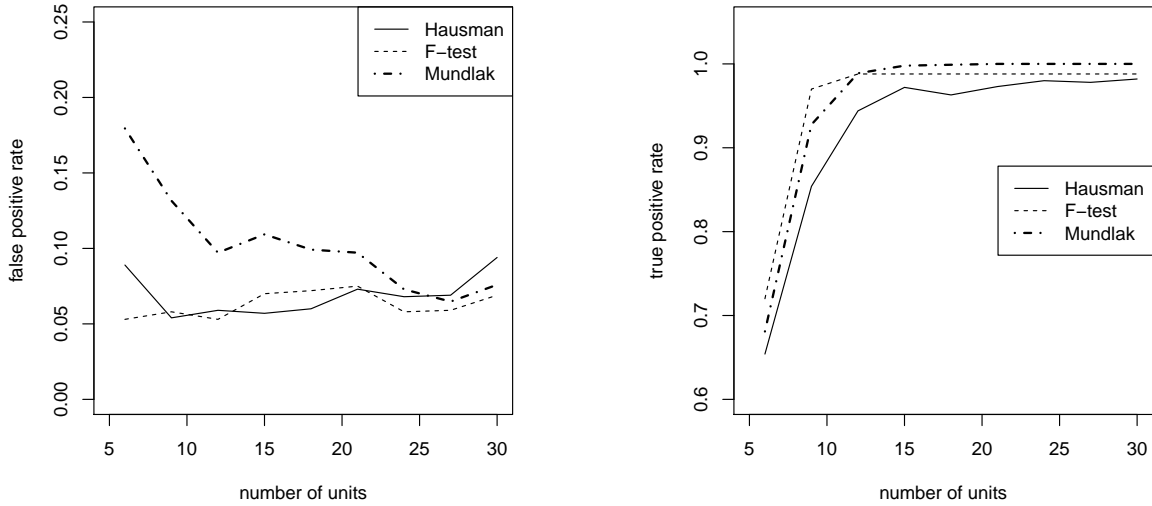 false positive rate
0.25
0.20
0.15
0.10
0.05
0.00
Hausman
F−test
Mundlak
5 10 15 20 25 30
number of units
true positive rate
1.0
0.9
0.8
0.7
0.6
Hausman
F−test
Mundlak
5 10 15 20 25 30
number of units